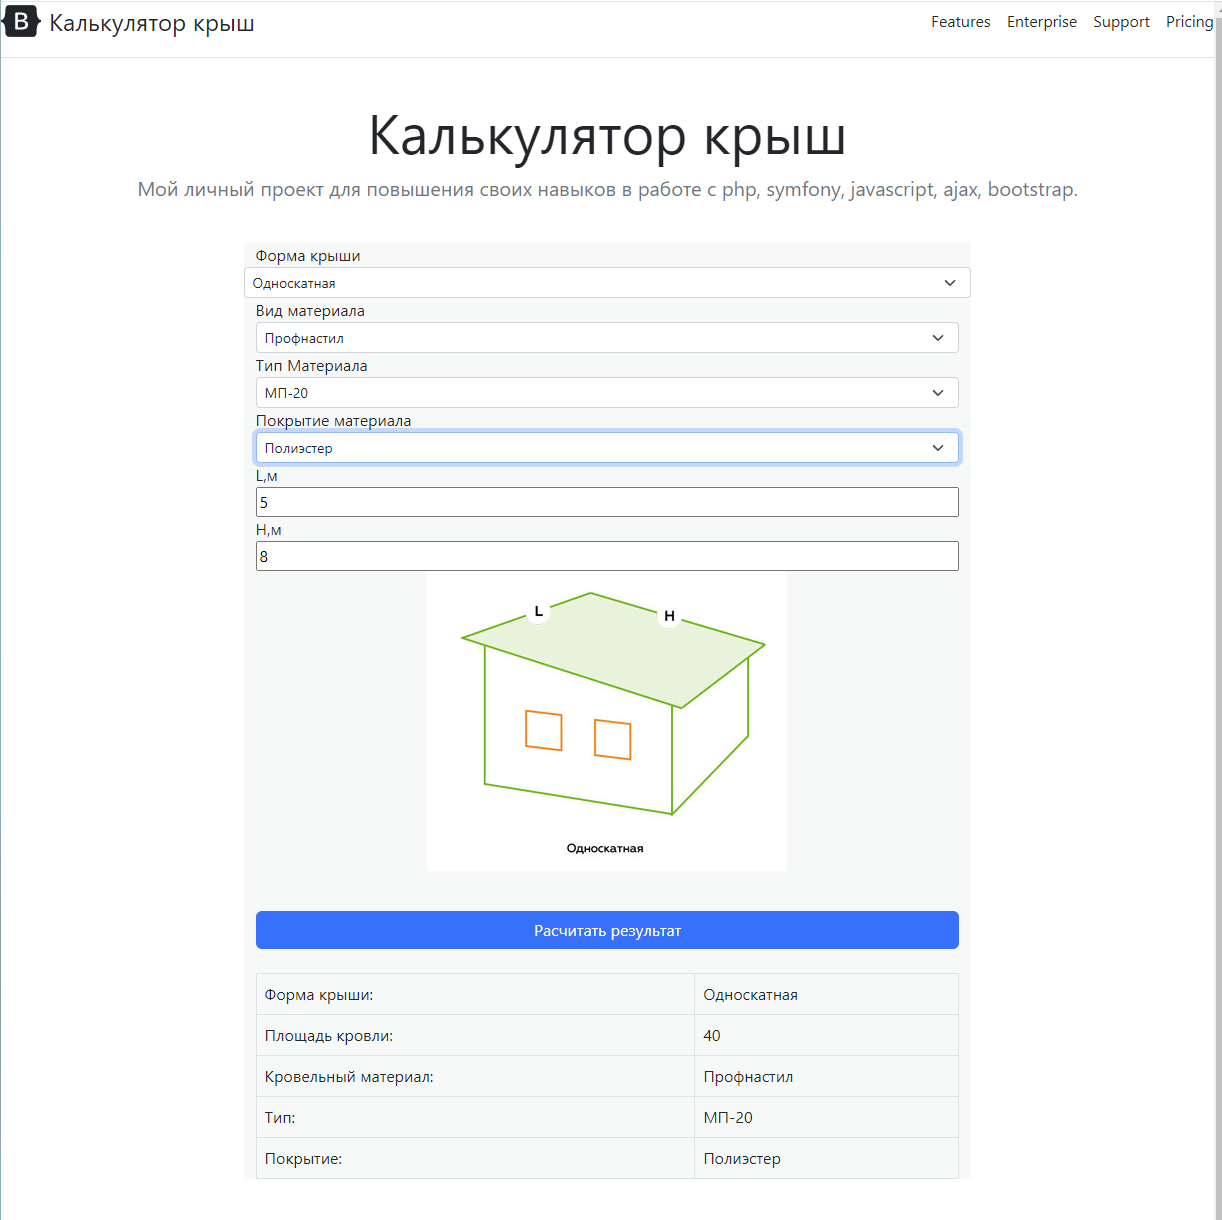 B Калькулятор крыш Features Enterprise Support Pricing
Калькулятор крыш
Мой личный проект для повышения своих навыков в работе с php, symfony, javascript, ajax, bootstrap.
Форма крыши
Односкатная
Вид материала
Профнастил
Тип Материала
МП-20
Покрытие материала
Полиэстер
L,м
5
H,м
8
L H
Односкатная
Расчитать результат
Форма крыши: Односкатная
Площадь кровли: 40
Кровельный материал: Профнастил
Тип: МП-20
Покрытие: Полиэстер